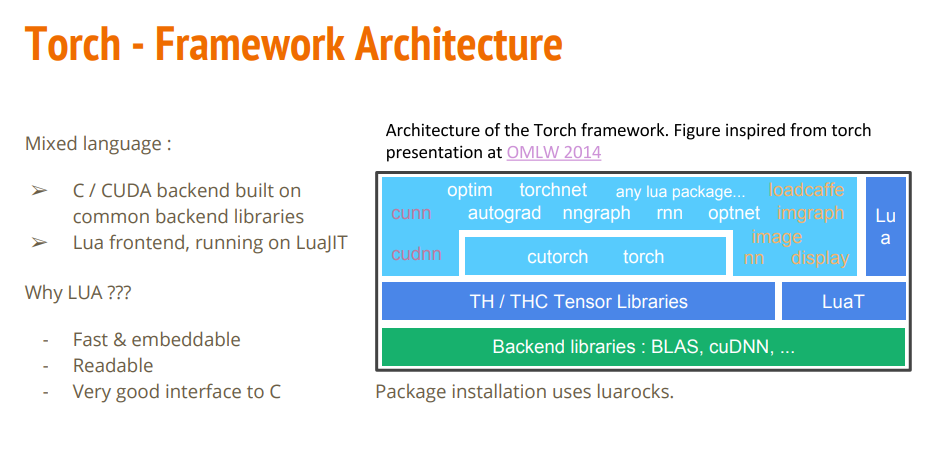 Torch - Framework Architecture
Mixed language :
➢ C / CUDA backend built on
common backend libraries
➢ Lua frontend, running on LuaJIT
Why LUA ???
- Fast & embeddable
- Readable
- Very good interface to C
Architecture of the Torch framework. Figure inspired from torch
presentation at OMLW 2014
optim torchnet any lua package... loadcaffe
cunn autograd nngraph rnn optnet imgraph
image
cudnn cutorch torch nn display
Lu
a
TH / THC Tensor Libraries LuaT
Backend libraries : BLAS, cuDNN, ...
Package installation uses luarocks.